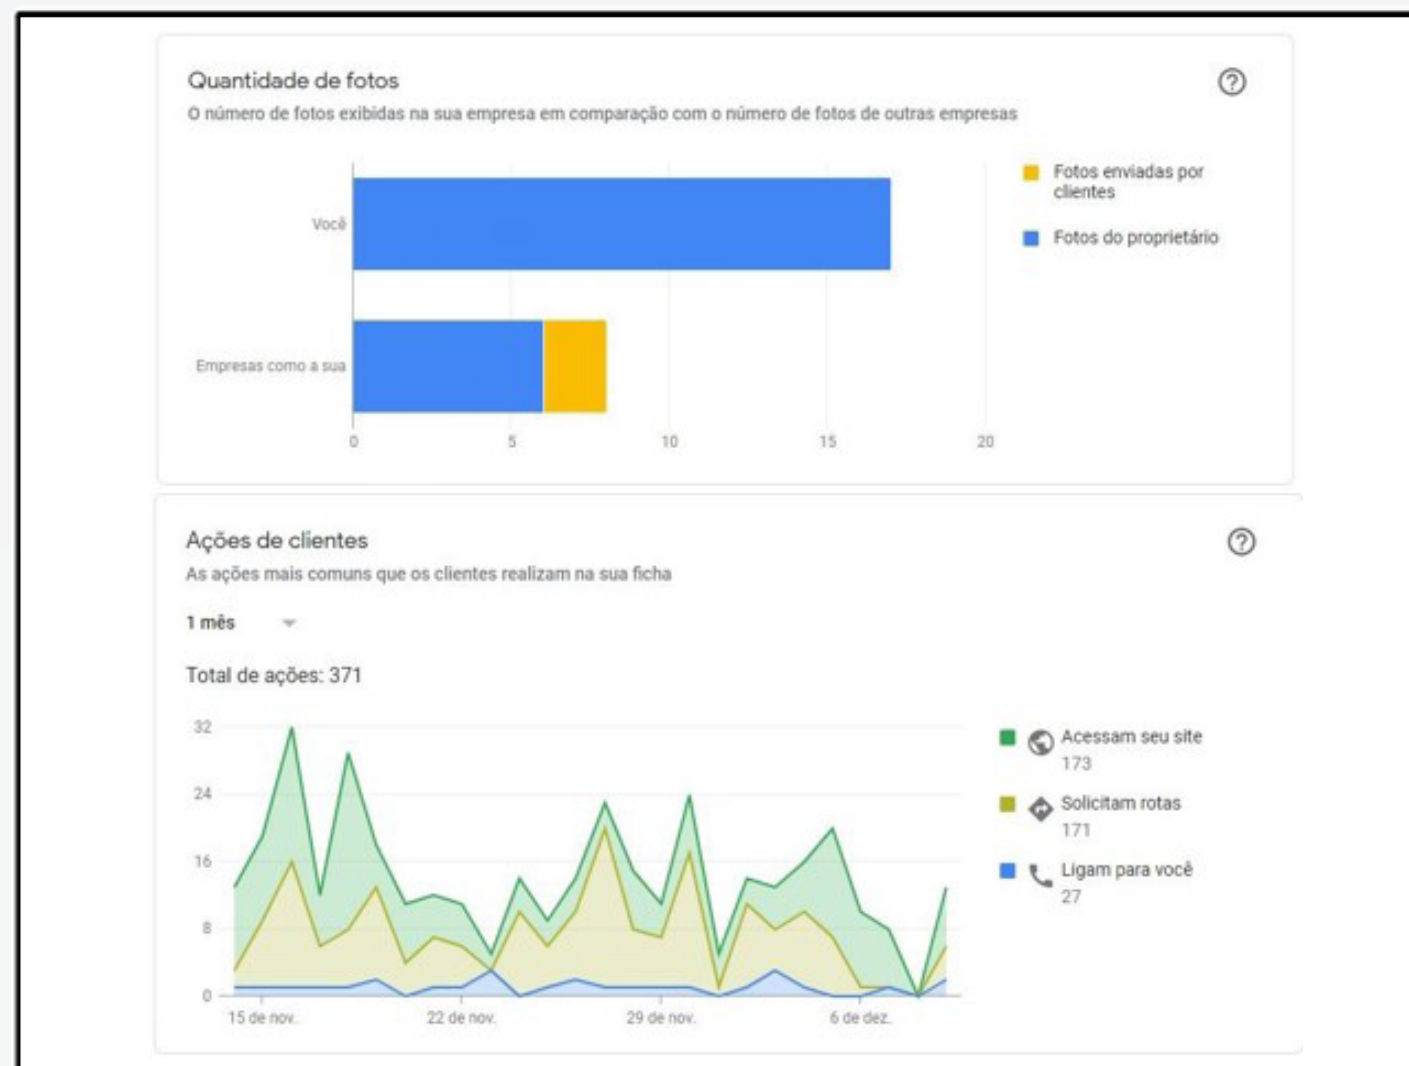 Quantidade de fotos
O número de fotos exibidas na sua empresa em comparação com o número de fotos de outras empresas
Fotos enviadas por
clientes
Fotos do proprietário
Você
Empresas como a sua
0 5 10 15 20
Ações de clientes
As ações mais comuns que os clientes realizam na sua ficha
1 mês
Total de ações: 371
32
24
16
8
0
15 de nov. 22 de nov. 29 de nov. 6 de dez.
Acessam seu site
173
Solicitam rotas
171
Ligam para você
27